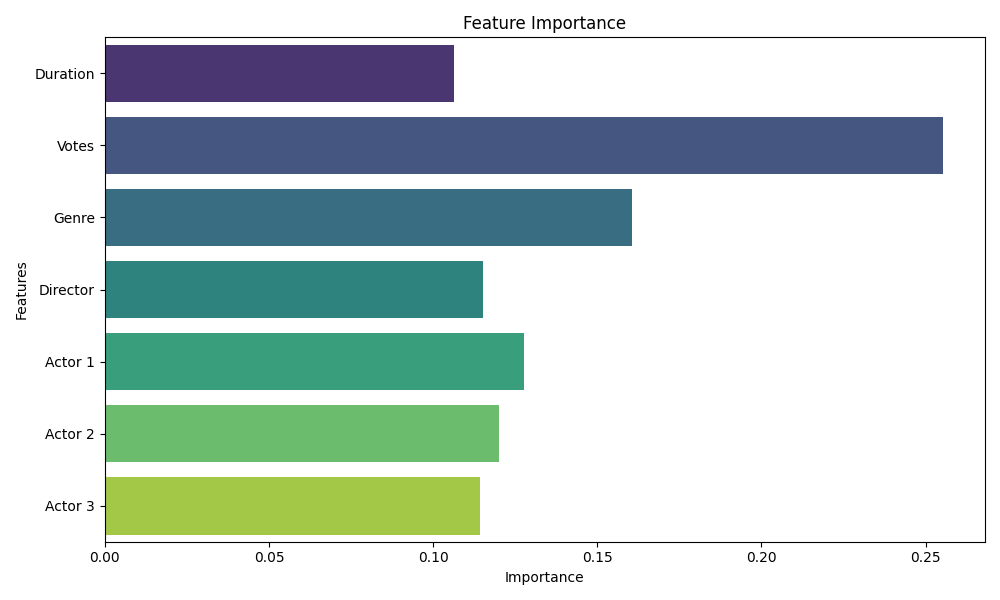 Feature Importance
Duration
Votes
Genre
Director
Actor 1
Actor 2
Actor 3
Features
0.00 0.05 0.10 0.15 0.20 0.25
Importance